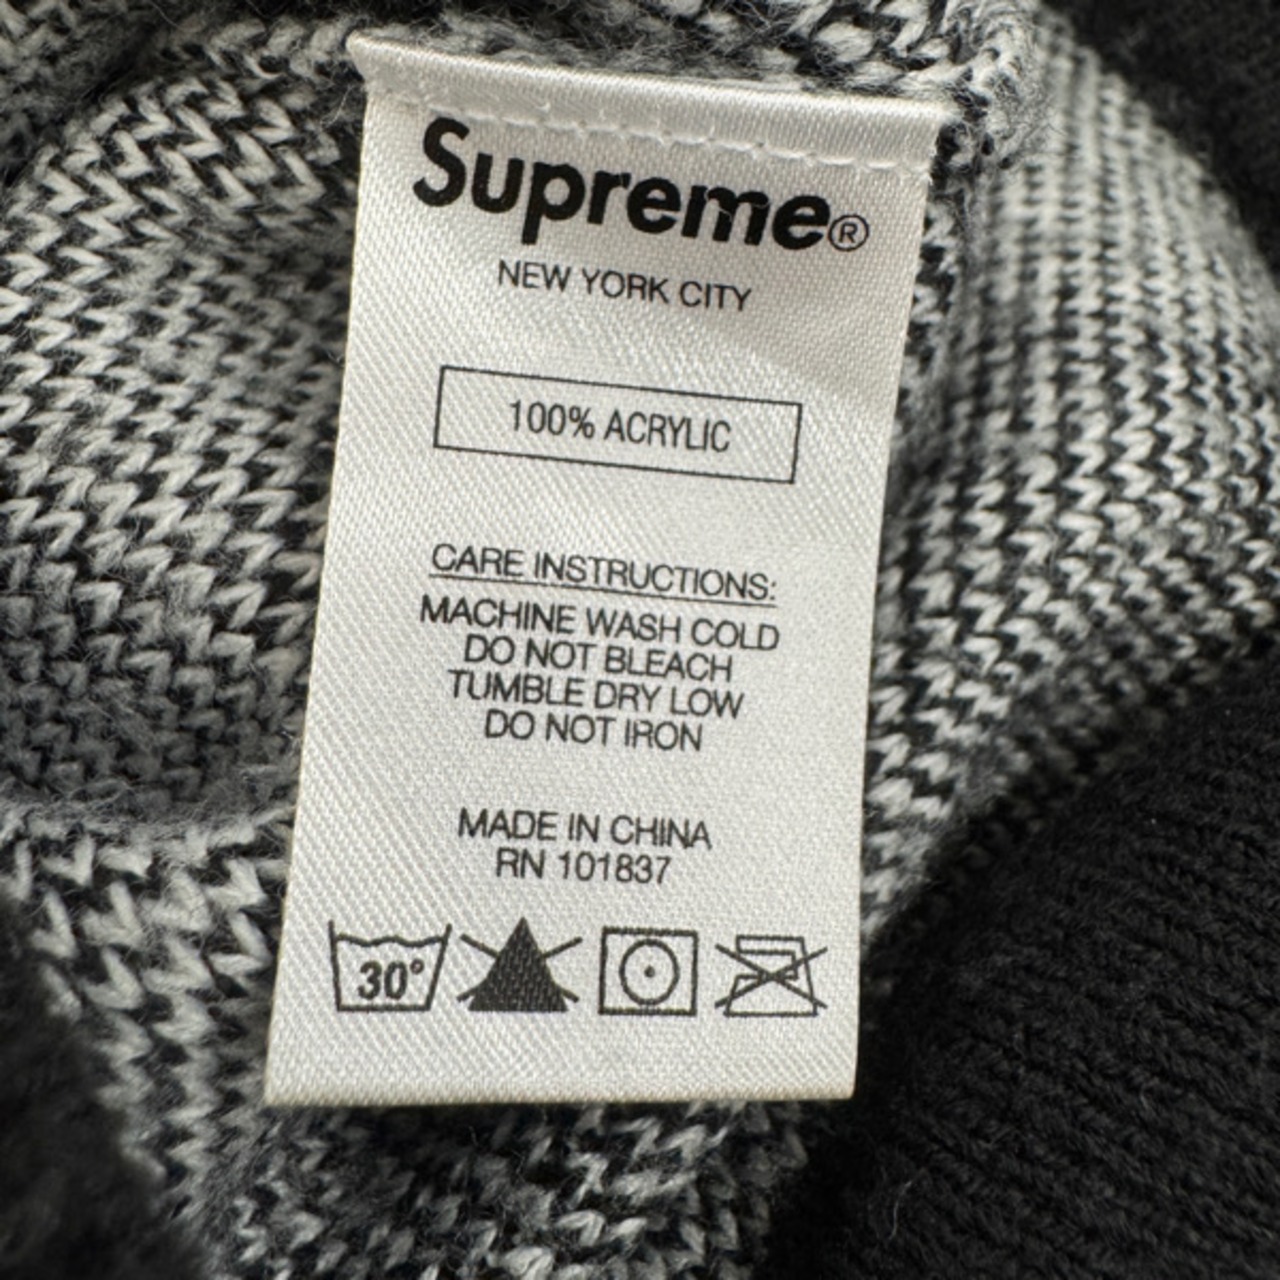 Supreme®
NEW YORK CITY
100% ACRYLIC
CARE INSTRUCTIONS:
MACHINE WASH COLD
DO NOT BLEACH
TUMBLE DRY LOW
DO NOT IRON
MADE IN CHINA
RN 101837
30°